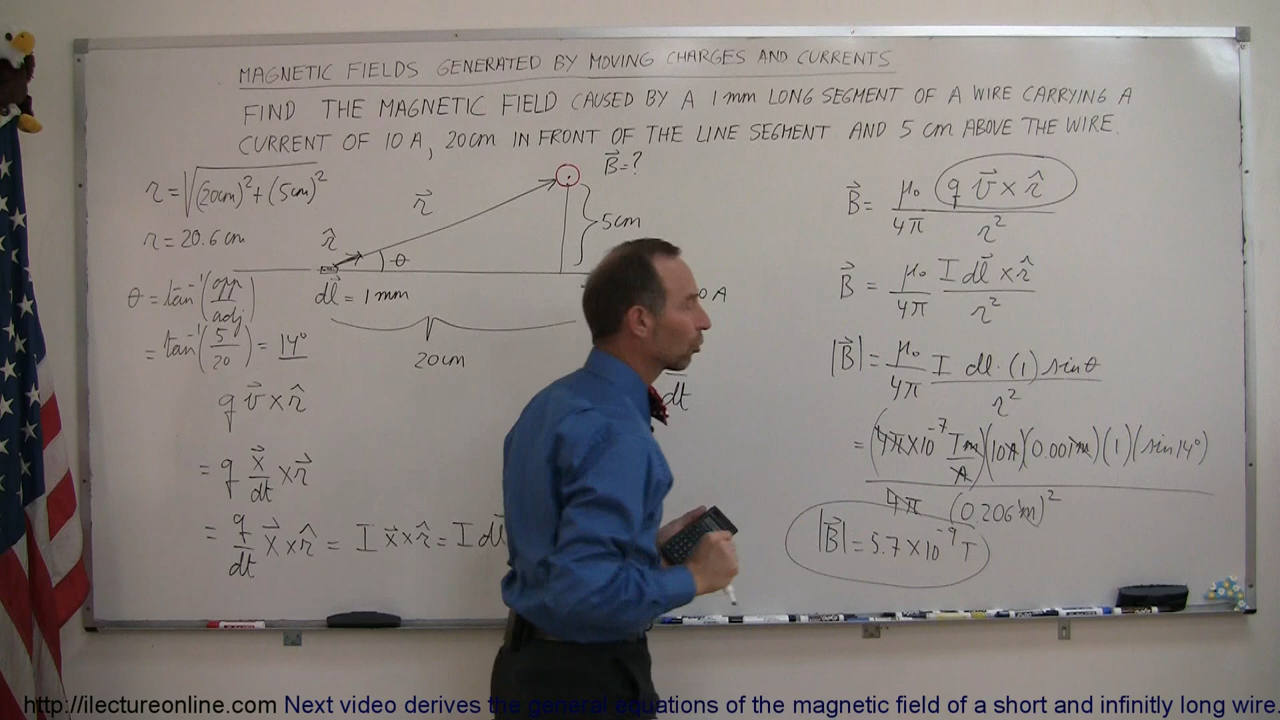 MAGNETIC FIELDS GENERATED BY MOVING CHARGES AND CURRENTS
FIND THE MAGNETIC FIELD CAUSED BY A 1mm LONG SEGMENT OF A WIRE CARRYING A
CURRENT OF 10 A, 20cm IN FRONT OF THE LINE SEGMENT AND 5 cm ABOVE THE WIRE.
r = √(20cm)² + (5cm)²
r = 20.6 cm
θ = tan⁻¹(opp/adj)
= tan⁻¹(5/20) = 14°
q v⃗ × r̂
= q x⃗/dt × r⃗
= q/dt x⃗ × r̂ = I x⃗ × r̂ = I dl
B⃗ = ?
r⃗
5cm
r̂
θ
dl⃗ = 1 mm
0 A
20cm
dt
B⃗ = μ₀/4π q v⃗ × r̂/r²
B⃗ = μ₀/4π I dl⃗ × r̂/r²
|B⃗| = μ₀/4π I dl · (1) sinθ/r²
= (4π×10⁻⁷ Tm/A)(10A)(0.001m)(1)(sin14°)
4π (0.206m)²
|B⃗| = 5.7 × 10⁻⁹ T
http://ilectureonline.com Next video derives the general equations of the magnetic field of a short and infinitly long wire.